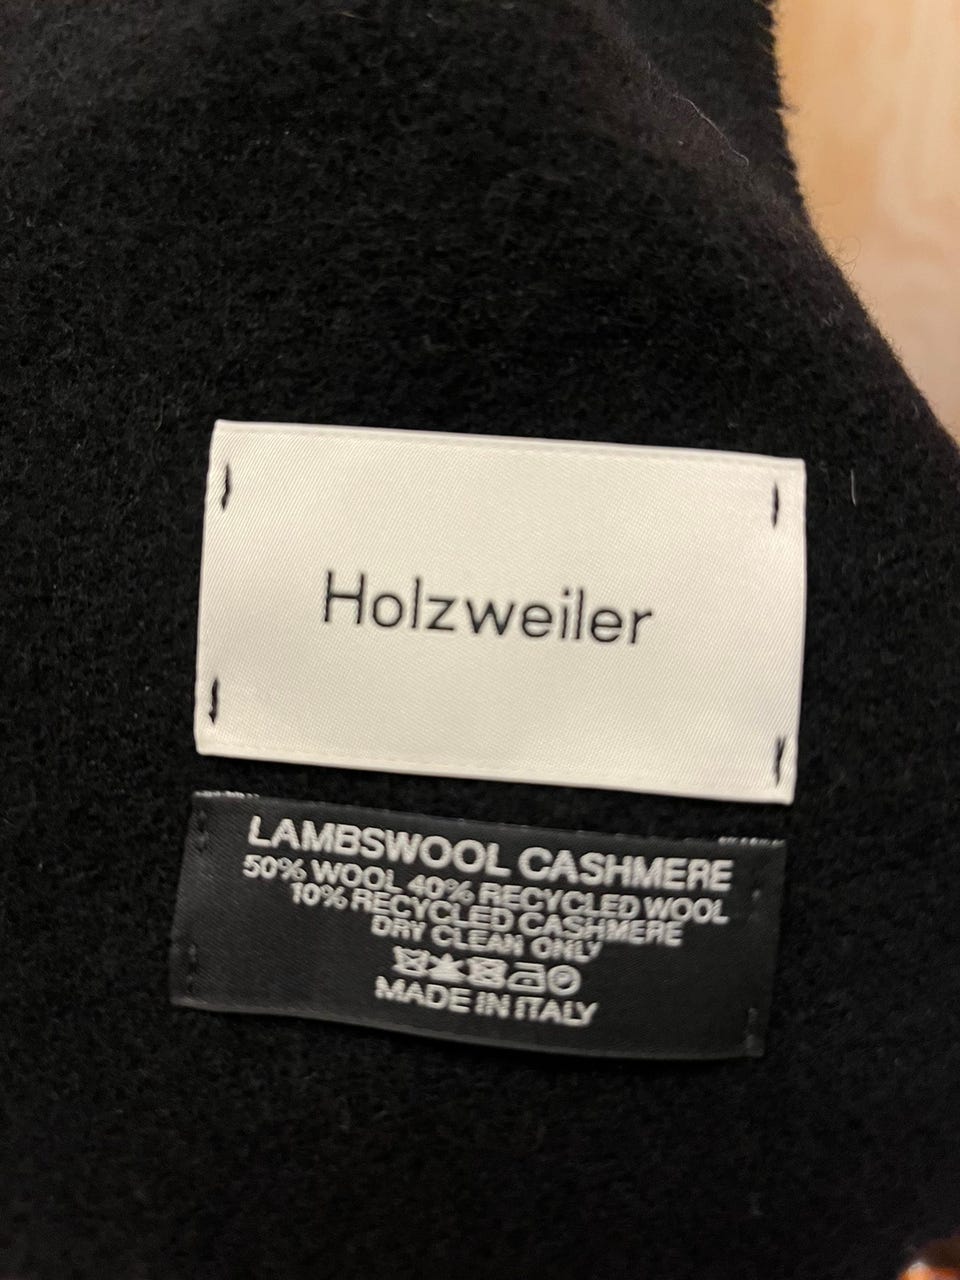 Holzweiler
LAMBSWOOL CASHMERE
50% WOOL 40% RECYCLED WOOL
10% RECYCLED CASHMERE
DRY CLEAN ONLY
MADE IN ITALY